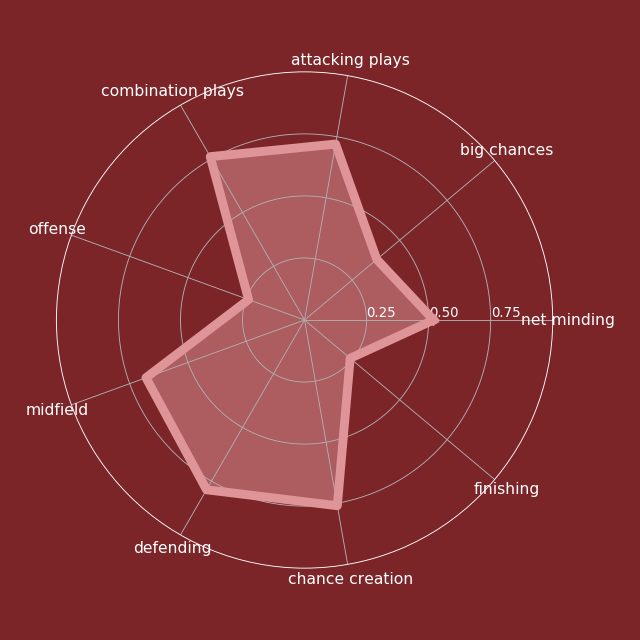 attacking plays
combination plays
big chances
offense
0.25
0.50
0.75
net minding
midfield
finishing
defending
chance creation